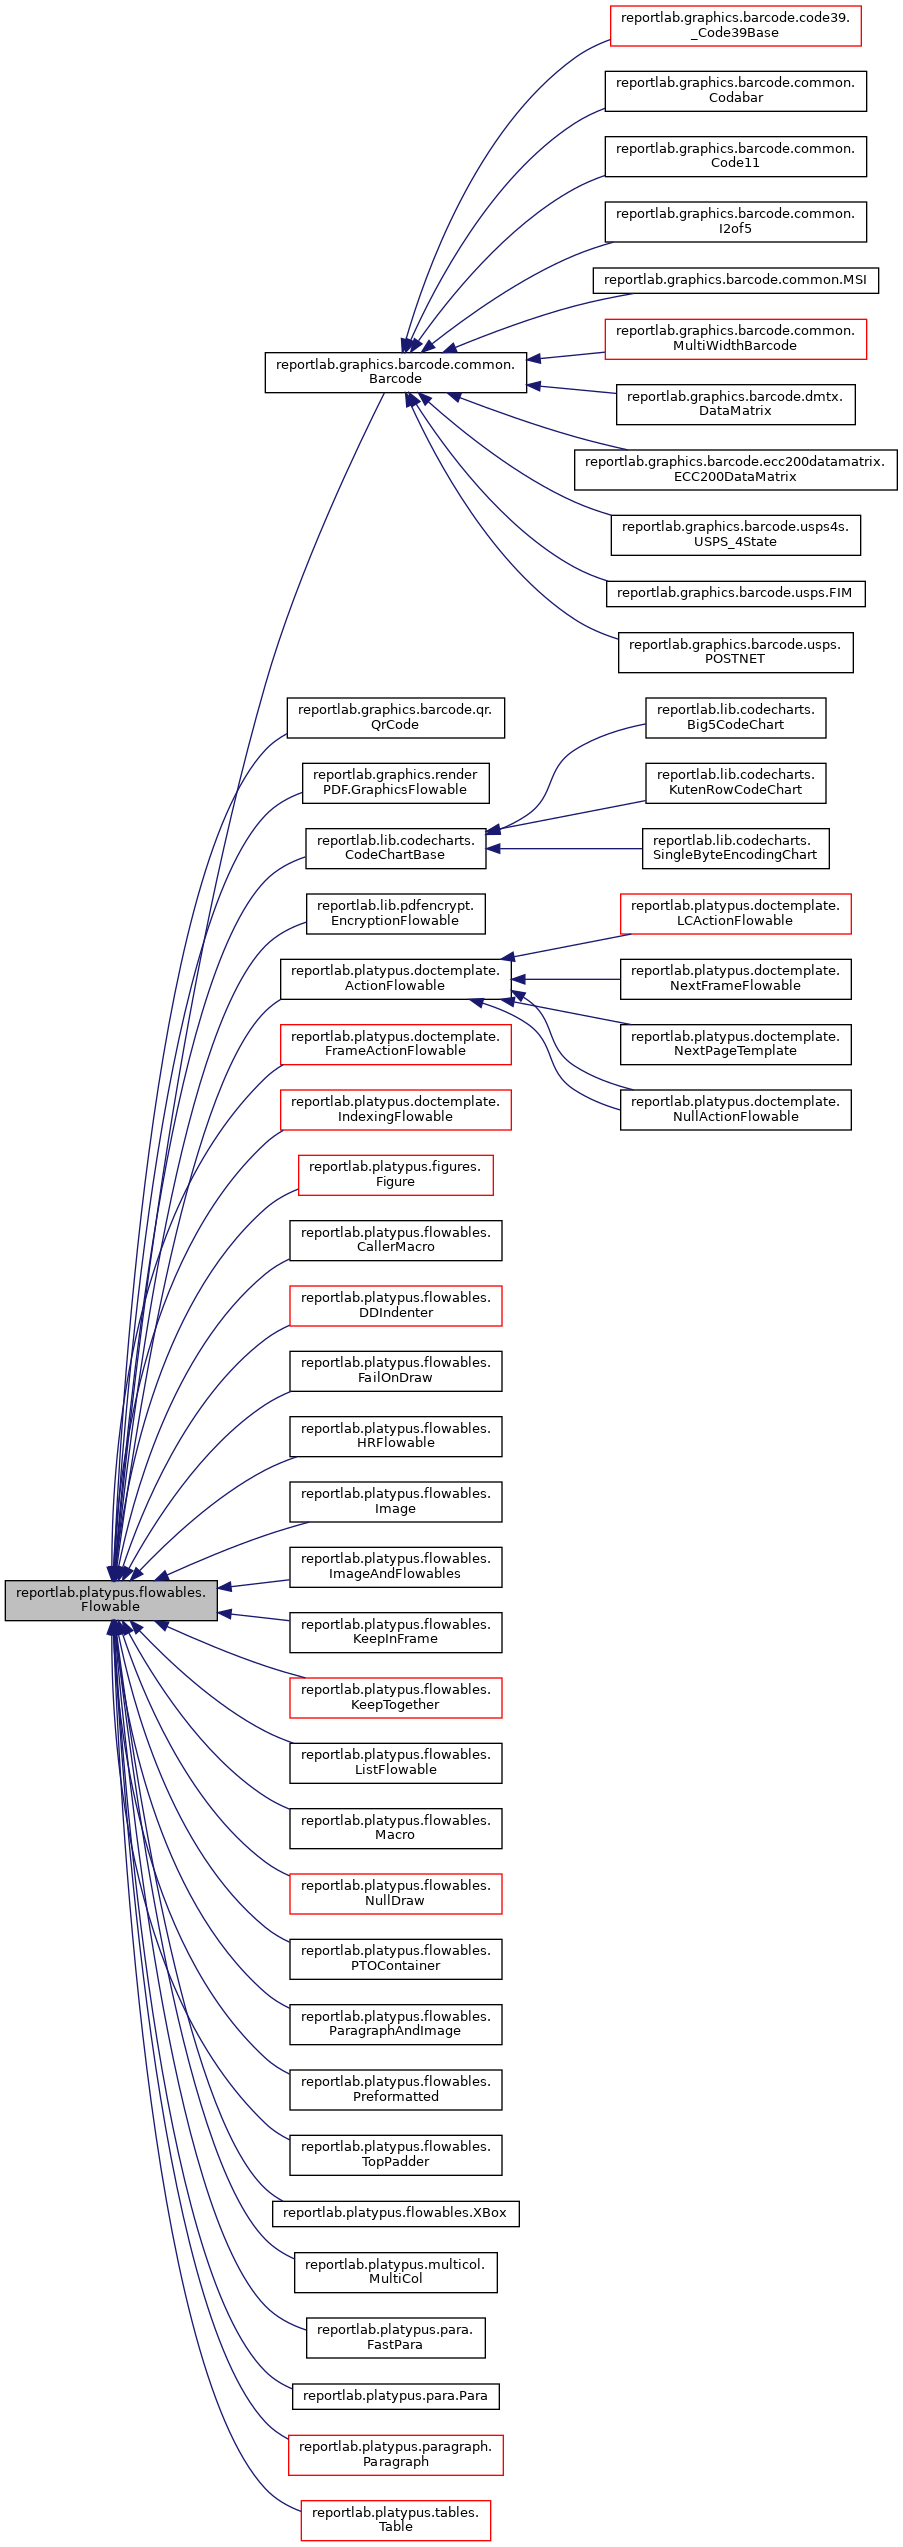 reportlab.graphics.barcode.code39.
_Code39Base
reportlab.graphics.barcode.common.
Codabar
reportlab.graphics.barcode.common.
Code11
reportlab.graphics.barcode.common.
I2of5
reportlab.graphics.barcode.common.MSI
reportlab.graphics.barcode.common.
MultiWidthBarcode
reportlab.graphics.barcode.common.
Barcode
reportlab.graphics.barcode.dmtx.
DataMatrix
reportlab.graphics.barcode.ecc200datamatrix.
ECC200DataMatrix
reportlab.graphics.barcode.usps4s.
USPS_4State
reportlab.graphics.barcode.usps.FIM
reportlab.graphics.barcode.usps.
POSTNET
reportlab.graphics.barcode.qr.
QrCode
reportlab.lib.codecharts.
Big5CodeChart
reportlab.graphics.render
PDF.GraphicsFlowable
reportlab.lib.codecharts.
KutenRowCodeChart
reportlab.lib.codecharts.
CodeChartBase
reportlab.lib.codecharts.
SingleByteEncodingChart
reportlab.lib.pdfencrypt.
EncryptionFlowable
reportlab.platypus.doctemplate.
LCActionFlowable
reportlab.platypus.doctemplate.
ActionFlowable
reportlab.platypus.doctemplate.
NextFrameFlowable
reportlab.platypus.doctemplate.
FrameActionFlowable
reportlab.platypus.doctemplate.
NextPageTemplate
reportlab.platypus.doctemplate.
IndexingFlowable
reportlab.platypus.doctemplate.
NullActionFlowable
reportlab.platypus.figures.
Figure
reportlab.platypus.flowables.
CallerMacro
reportlab.platypus.flowables.
DDIndenter
reportlab.platypus.flowables.
FailOnDraw
reportlab.platypus.flowables.
HRFlowable
reportlab.platypus.flowables.
Image
reportlab.platypus.flowables.
ImageAndFlowables
reportlab.platypus.flowables.
Flowable
reportlab.platypus.flowables.
KeepInFrame
reportlab.platypus.flowables.
KeepTogether
reportlab.platypus.flowables.
ListFlowable
reportlab.platypus.flowables.
Macro
reportlab.platypus.flowables.
NullDraw
reportlab.platypus.flowables.
PTOContainer
reportlab.platypus.flowables.
ParagraphAndImage
reportlab.platypus.flowables.
Preformatted
reportlab.platypus.flowables.
TopPadder
reportlab.platypus.flowables.XBox
reportlab.platypus.multicol.
MultiCol
reportlab.platypus.para.
FastPara
reportlab.platypus.para.Para
reportlab.platypus.paragraph.
Paragraph
reportlab.platypus.tables.
Table